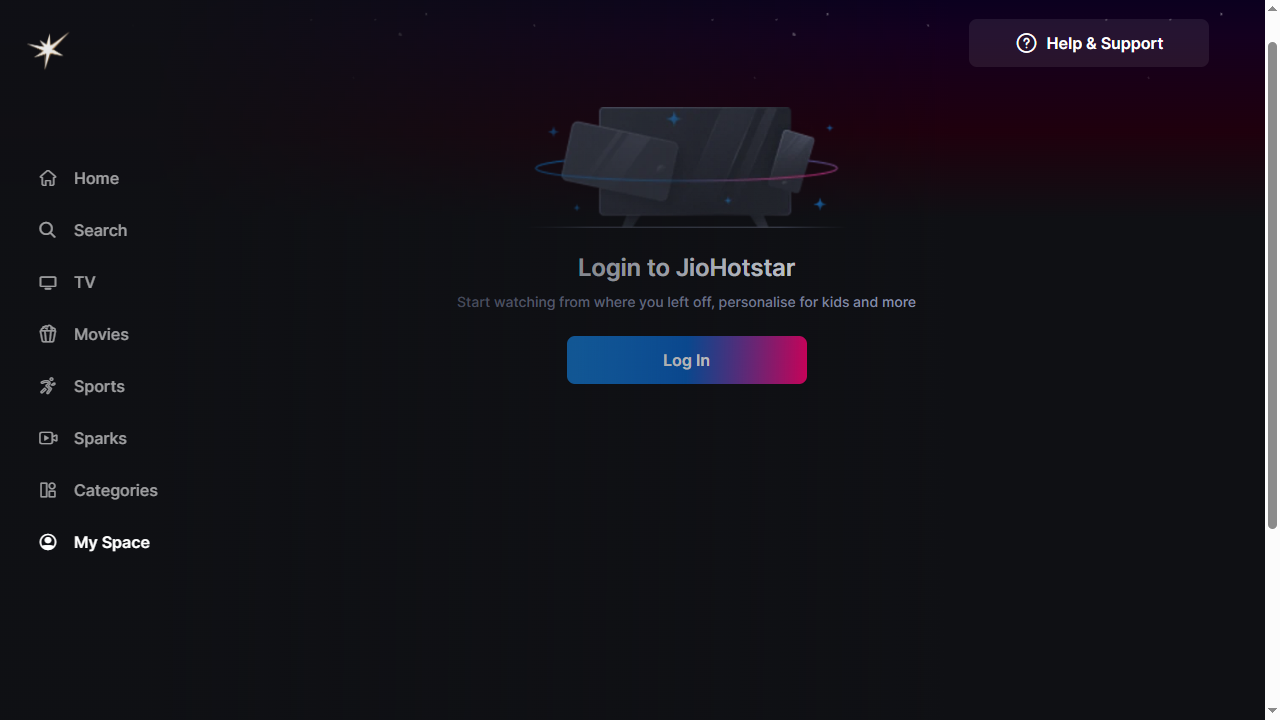 Help & Support
Home
Search
TV
Movies
Sports
Sparks
Categories
My Space
Login to JioHotstar
Start watching from where you left off, personalise for kids and more
Log In